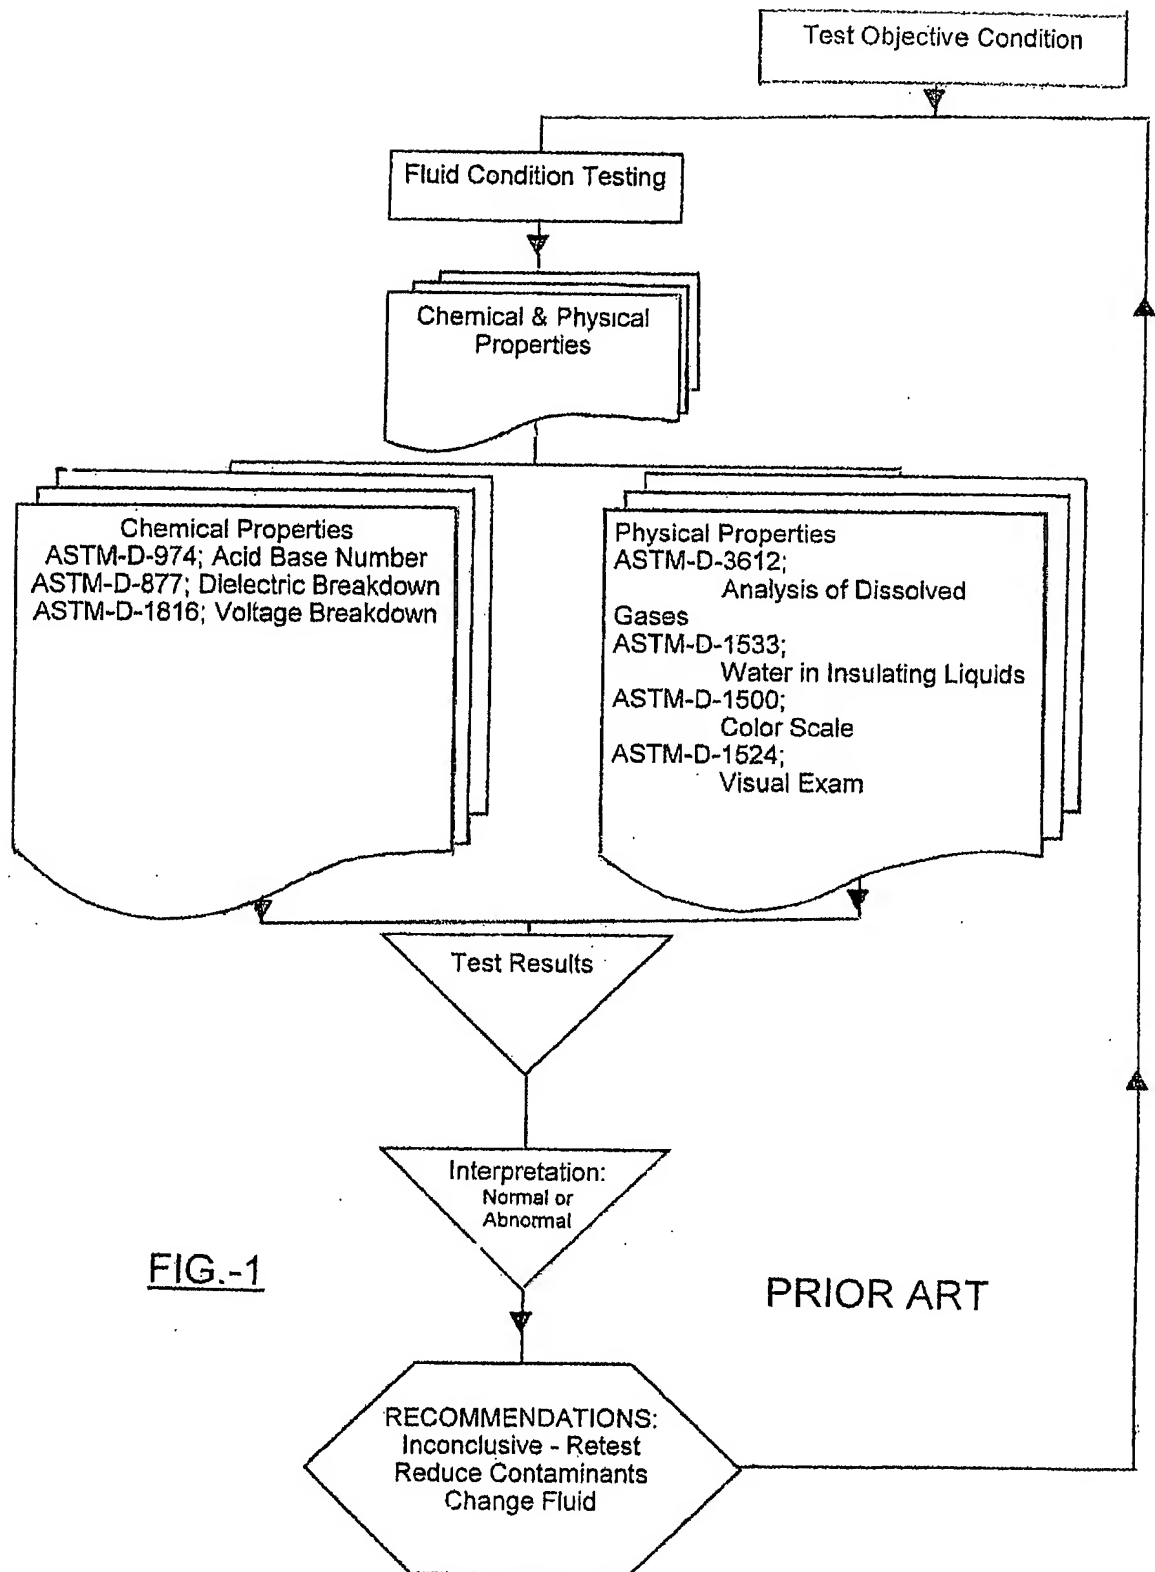 Test Objective Condition
Fluid Condition Testing
Chemical & Physical
Properties
Chemical Properties
ASTM-D-974; Acid Base Number
ASTM-D-877; Dielectric Breakdown
ASTM-D-1816; Voltage Breakdown
Physical Properties
ASTM-D-3612;
Analysis of Dissolved
Gases
ASTM-D-1533;
Water in Insulating Liquids
ASTM-D-1500;
Color Scale
ASTM-D-1524;
Visual Exam
Test Results
Interpretation:
Normal or
Abnormal
FIG.-1
PRIOR ART
RECOMMENDATIONS:
Inconclusive - Retest
Reduce Contaminants
Change Fluid